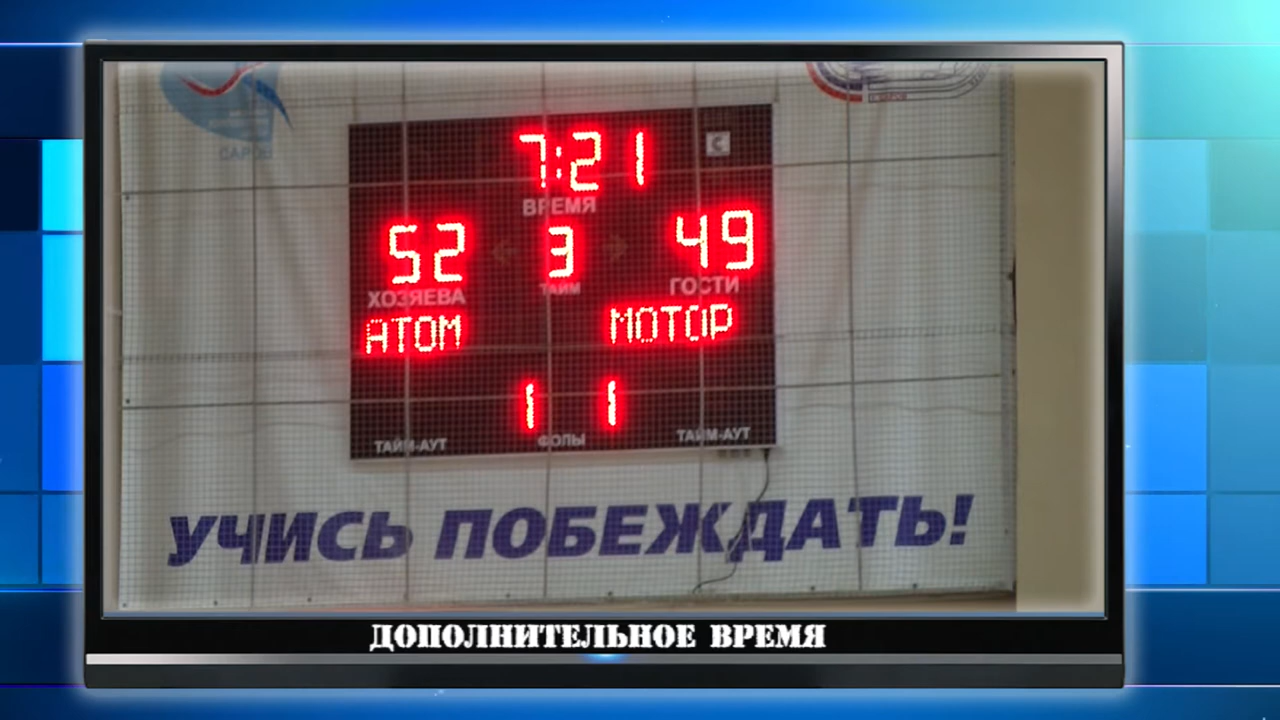 САРОВ
7:21
С
ВРЕМЯ
52 3 49
ХОЗЯЕВА ТАЙМ ГОСТИ
АТОМ МОТОР
1 1
ТАЙМ-АУТ ФОЛЫ ТАЙМ-АУТ
УЧИСЬ ПОБЕЖДАТЬ!
ДОПОЛНИТЕЛЬНОЕ ВРЕМЯ